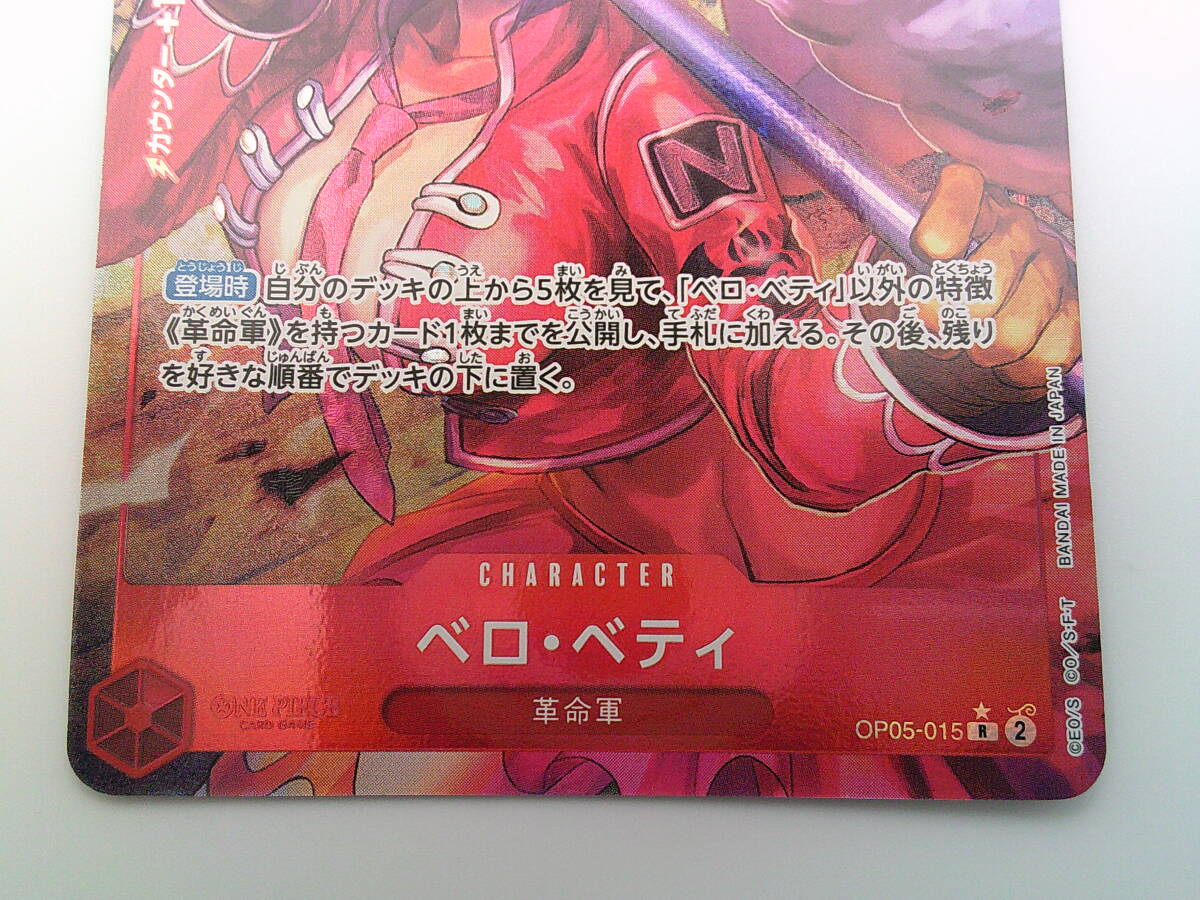 カウンター+1
登場時 自分のデッキの上から5枚を見て、「ベロ・ベティ」以外の特徴
《革命軍》を持つカード1枚までを公開し、手札に加える。その後、残り
を好きな順番でデッキの下に置く。
N
CHARACTER
ベロ・ベティ
ONE PIECE
CARD GAME
革命軍
OP05-015 R 2
©EO/S ©O/S・F・T BANDAI MADE IN JAPAN